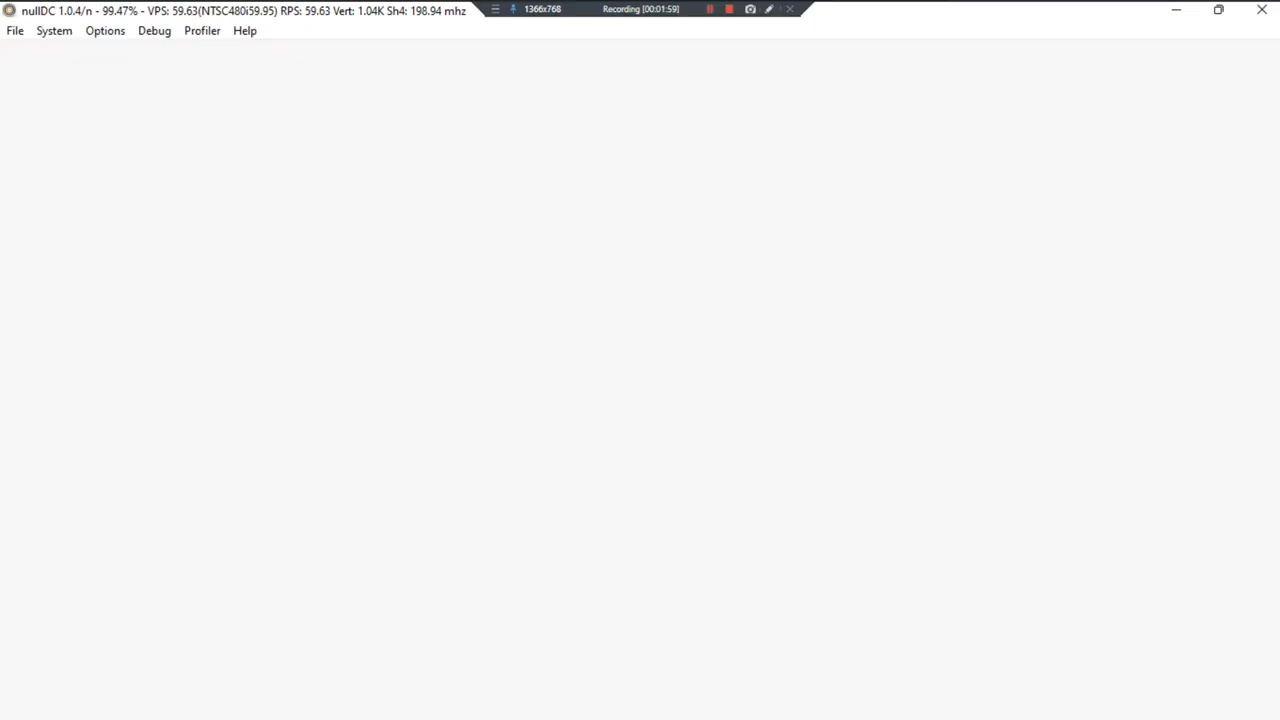 nullDC 1.0.4/n - 99.47% - VPS: 59.63(NTSC480i59.95) RPS: 59.63 Vert: 1.04K Sh4: 198.94 mhz
1366x768
Recording [00:01:59]
File System Options Debug Profiler Help